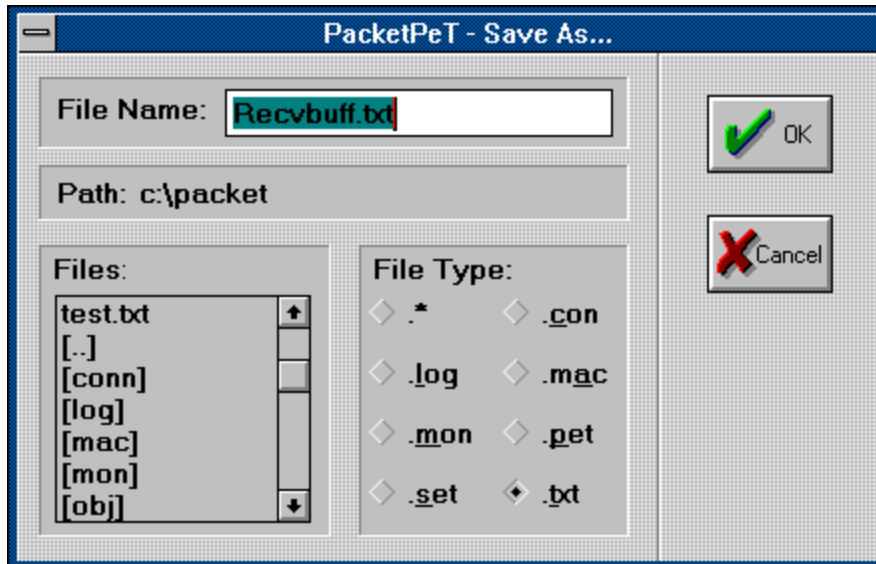 PacketPeT - Save As...
File Name: Recvbuff.txt
Path: c:\packet
Files:
test.txt
[..]
[conn]
[log]
[mac]
[mon]
[obj]
File Type:
.* .con
.log .mac
.mon .pet
.set .txt
OK
Cancel